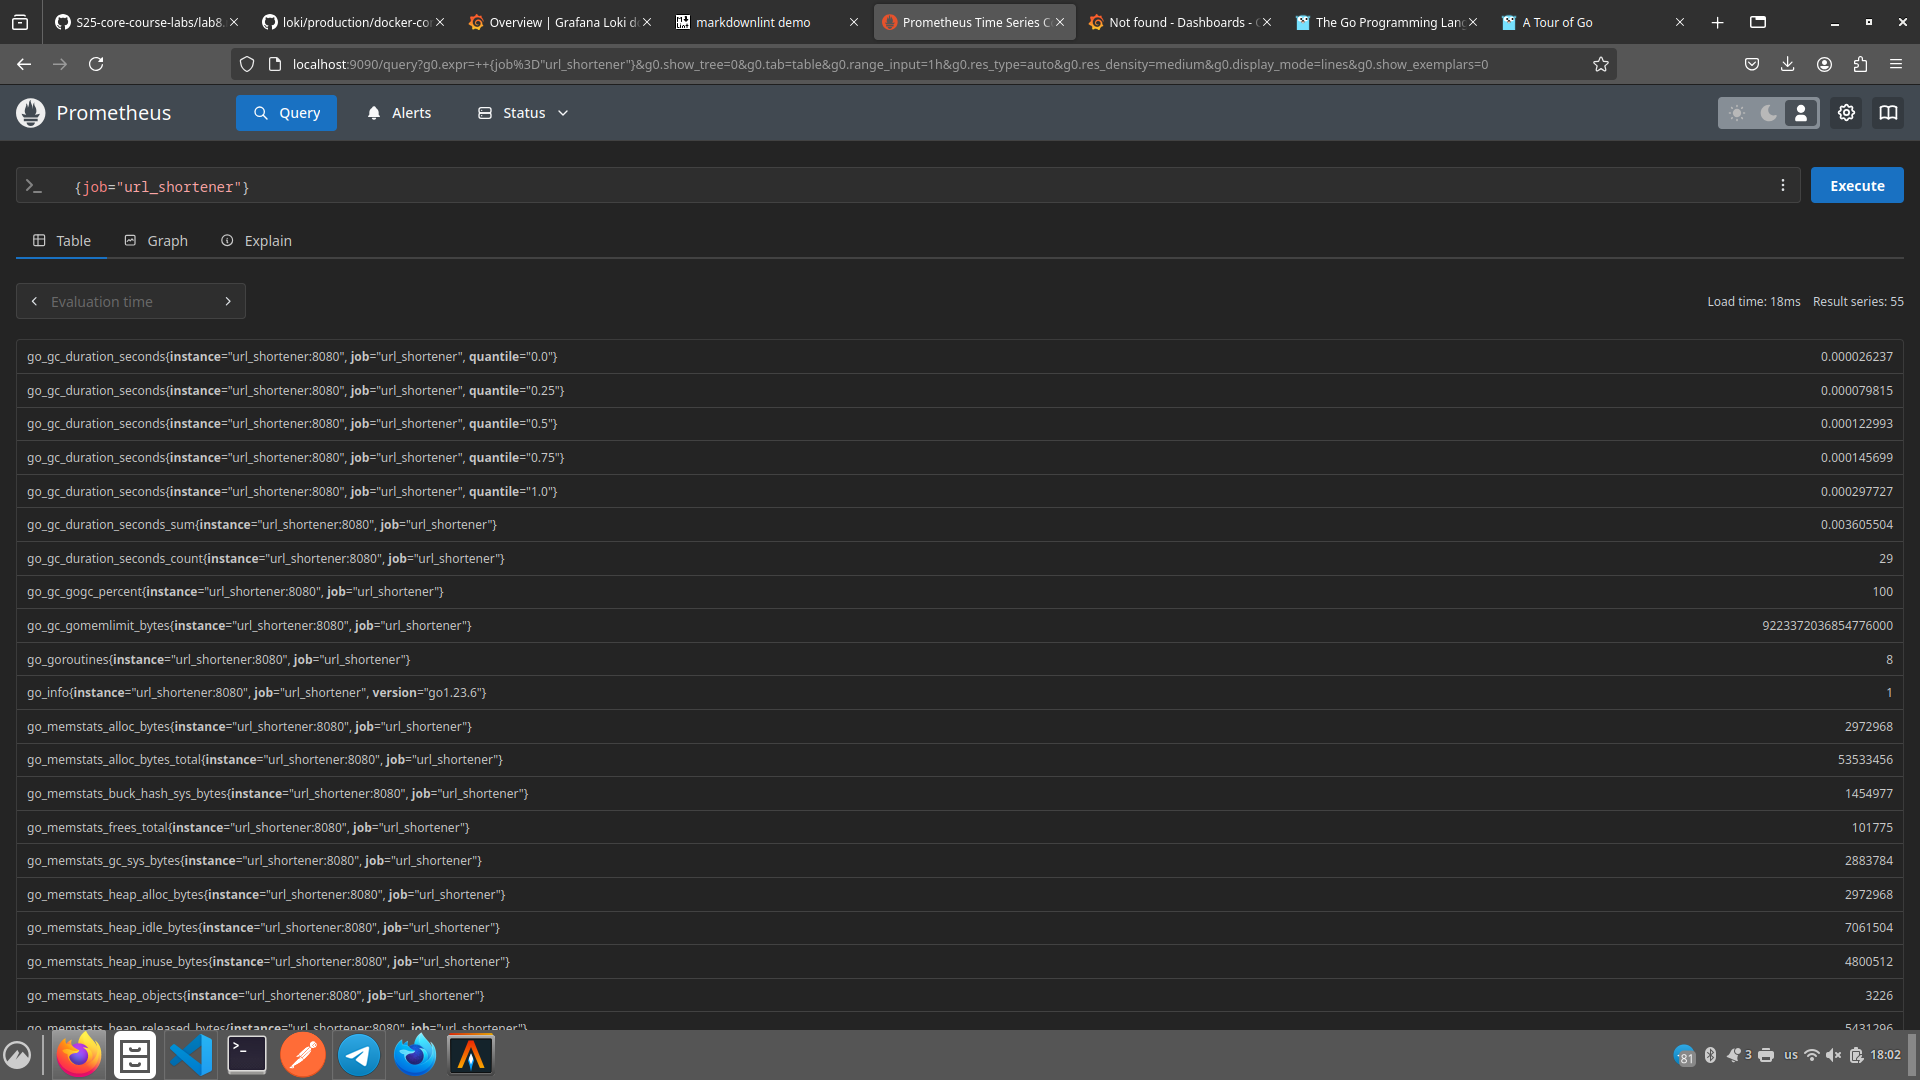 S25-core-course-labs/lab8.
loki/production/docker-co
Overview | Grafana Loki d
markdownlint demo
Prometheus Time Series C
Not found - Dashboards -
The Go Programming Lang
A Tour of Go
localhost:9090/query?g0.expr=++{job%3D"url_shortener"}&g0.show_tree=0&g0.tab=table&g0.range_input=1h&g0.res_type=auto&g0.res_density=medium&g0.display_mode=lines&g0.show_exemplars=0
Prometheus
Query
Alerts
Status
{job="url_shortener"}
Execute
Table
Graph
Explain
Evaluation time
Load time: 18ms Result series: 55
go_gc_duration_seconds{instance="url_shortener:8080", job="url_shortener", quantile="0.0"} 0.000026237
go_gc_duration_seconds{instance="url_shortener:8080", job="url_shortener", quantile="0.25"} 0.000079815
go_gc_duration_seconds{instance="url_shortener:8080", job="url_shortener", quantile="0.5"} 0.000122993
go_gc_duration_seconds{instance="url_shortener:8080", job="url_shortener", quantile="0.75"} 0.000145699
go_gc_duration_seconds{instance="url_shortener:8080", job="url_shortener", quantile="1.0"} 0.000297727
go_gc_duration_seconds_sum{instance="url_shortener:8080", job="url_shortener"} 0.003605504
go_gc_duration_seconds_count{instance="url_shortener:8080", job="url_shortener"} 29
go_gc_gogc_percent{instance="url_shortener:8080", job="url_shortener"} 100
go_gc_gomemlimit_bytes{instance="url_shortener:8080", job="url_shortener"} 9223372036854776000
go_goroutines{instance="url_shortener:8080", job="url_shortener"} 8
go_info{instance="url_shortener:8080", job="url_shortener", version="go1.23.6"} 1
go_memstats_alloc_bytes{instance="url_shortener:8080", job="url_shortener"} 2972968
go_memstats_alloc_bytes_total{instance="url_shortener:8080", job="url_shortener"} 53533456
go_memstats_buck_hash_sys_bytes{instance="url_shortener:8080", job="url_shortener"} 1454977
go_memstats_frees_total{instance="url_shortener:8080", job="url_shortener"} 101775
go_memstats_gc_sys_bytes{instance="url_shortener:8080", job="url_shortener"} 2883784
go_memstats_heap_alloc_bytes{instance="url_shortener:8080", job="url_shortener"} 2972968
go_memstats_heap_idle_bytes{instance="url_shortener:8080", job="url_shortener"} 7061504
go_memstats_heap_inuse_bytes{instance="url_shortener:8080", job="url_shortener"} 4800512
go_memstats_heap_objects{instance="url_shortener:8080", job="url_shortener"} 3226
go_memstats_heap_released_bytes{instance="url_shortener:8080", job="url_shortener"} 5431296
81
3
us
18:02